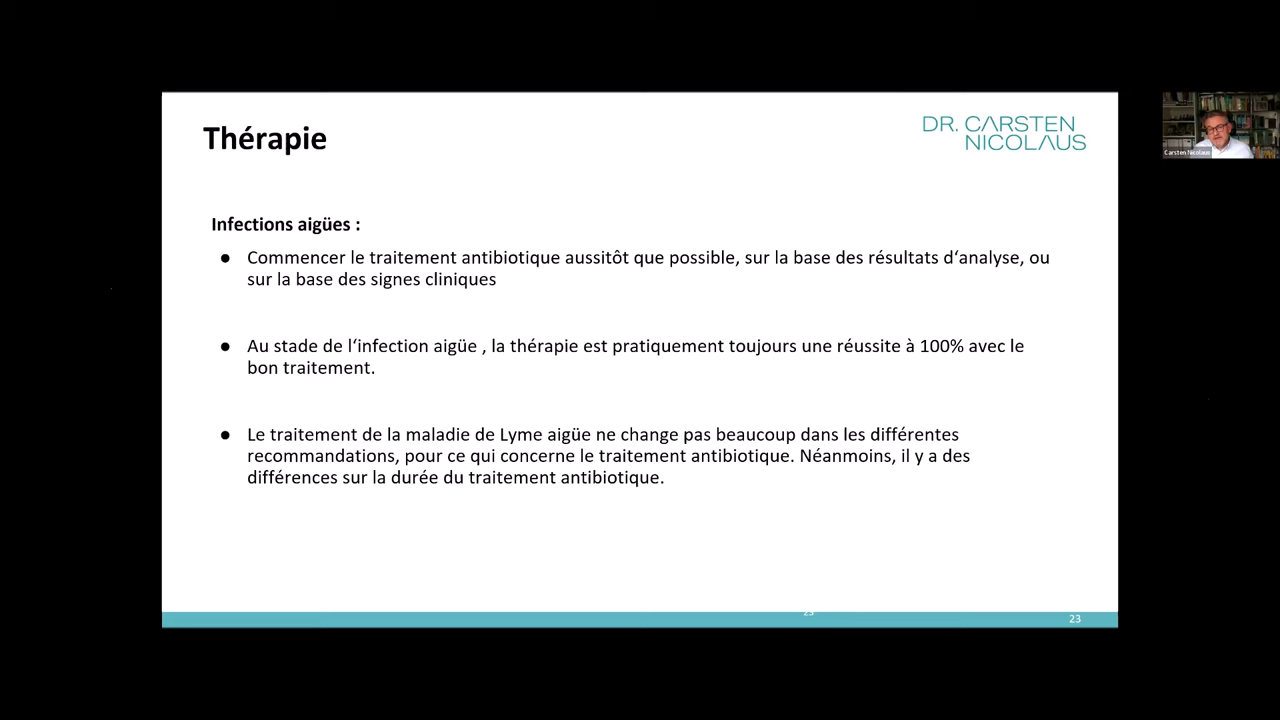 Thérapie
DR. CARSTEN
NICOLAUS
Carsten Nicolaus
Infections aigües :
● Commencer le traitement antibiotique aussitôt que possible, sur la base des résultats d‘analyse, ou
sur la base des signes cliniques
● Au stade de l‘infection aigüe , la thérapie est pratiquement toujours une réussite à 100% avec le
bon traitement.
● Le traitement de la maladie de Lyme aigüe ne change pas beaucoup dans les différentes
recommandations, pour ce qui concerne le traitement antibiotique. Néanmoins, il y a des
différences sur la durée du traitement antibiotique.
23
23